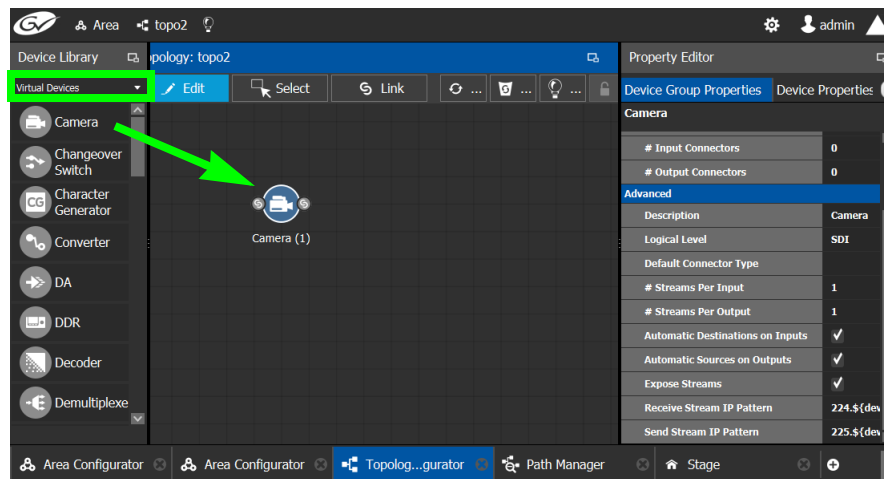 GV Area topo2 admin
Device Library
Virtual Devices
Camera
Changeover
Switch
CG Character
Generator
Converter
DA
DDR
Decoder
Demultiplexe
opology: topo2
Edit Select Link ... ... ...
Camera (1)
Property Editor
Device Group Properties Device Properties
Camera
# Input Connectors 0
# Output Connectors 0
Advanced
Description Camera
Logical Level SDI
Default Connector Type
# Streams Per Input 1
# Streams Per Output 1
Automatic Destinations on Inputs
Automatic Sources on Outputs
Expose Streams
Receive Stream IP Pattern 224.${dev
Send Stream IP Pattern 225.${dev
Area Configurator Area Configurator Topolog...gurator Path Manager Stage